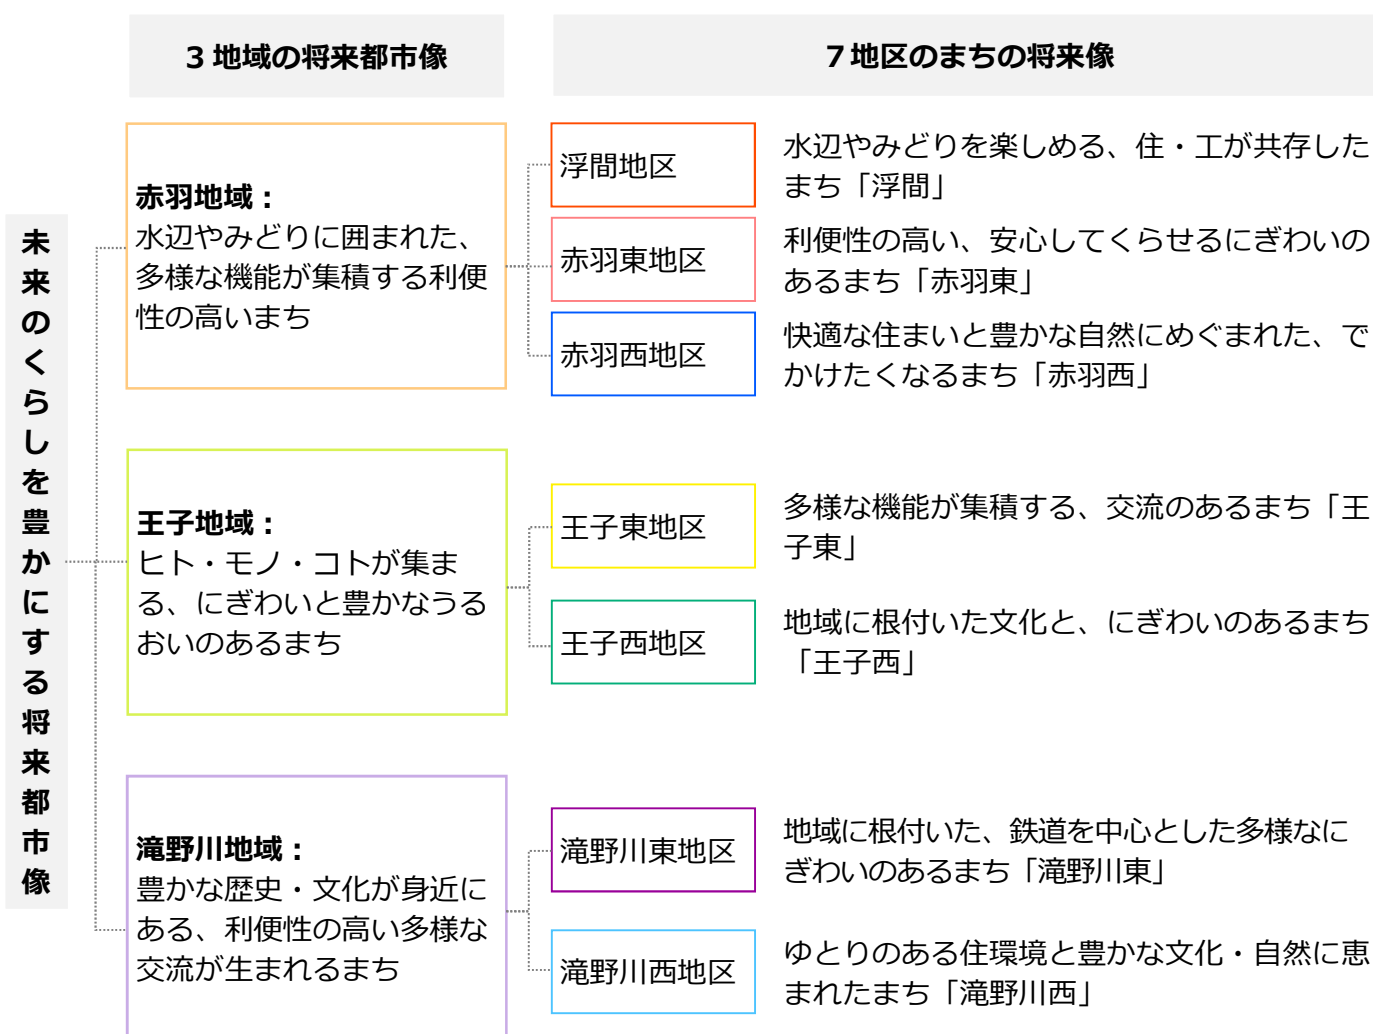 3地域の将来都市像
7地区のまちの将来像
未来のくらしを豊かにする将来都市像
赤羽地域：
水辺やみどりに囲まれた、
多様な機能が集積する利便
性の高いまち
浮間地区
水辺やみどりを楽しめる、住・工が共存した
まち「浮間」
赤羽東地区
利便性の高い、安心してくらせるにぎわいの
あるまち「赤羽東」
赤羽西地区
快適な住まいと豊かな自然にめぐまれた、で
かけたくなるまち「赤羽西」
王子地域：
ヒト・モノ・コトが集ま
る、にぎわいと豊かなうる
おいのあるまち
王子東地区
多様な機能が集積する、交流のあるまち「王
子東」
王子西地区
地域に根付いた文化と、にぎわいのあるまち
「王子西」
滝野川地域：
豊かな歴史・文化が身近に
ある、利便性の高い多様な
交流が生まれるまち
滝野川東地区
地域に根付いた、鉄道を中心とした多様なに
ぎわいのあるまち「滝野川東」
滝野川西地区
ゆとりのある住環境と豊かな文化・自然に恵
まれたまち「滝野川西」